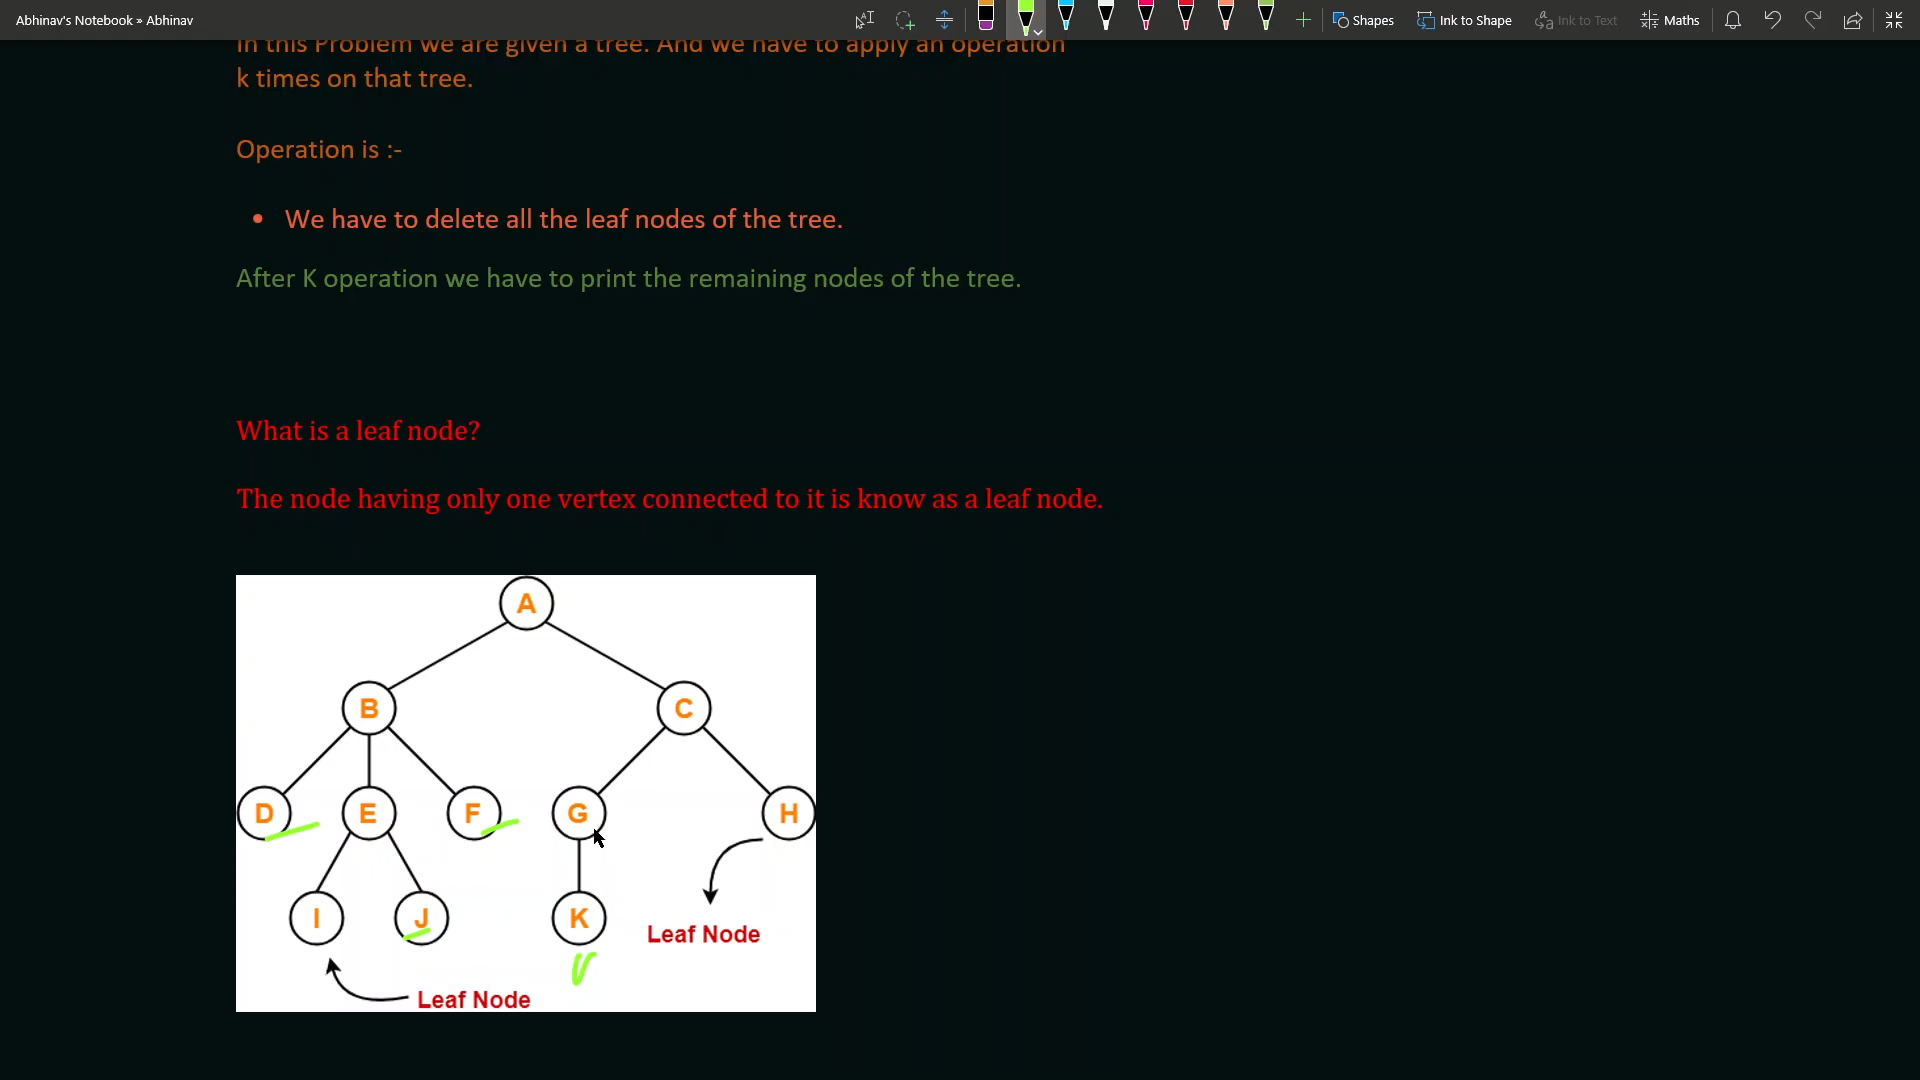 Abhinav's Notebook » Abhinav
Shapes
Ink to Shape
Ink to Text
Maths
In this Problem we are given a tree. And we have to apply an operation
k times on that tree.
Operation is :-
• We have to delete all the leaf nodes of the tree.
After K operation we have to print the remaining nodes of the tree.
What is a leaf node?
The node having only one vertex connected to it is know as a leaf node.
A
B
C
D
E
F
G
H
I
J
K
Leaf Node
Leaf Node